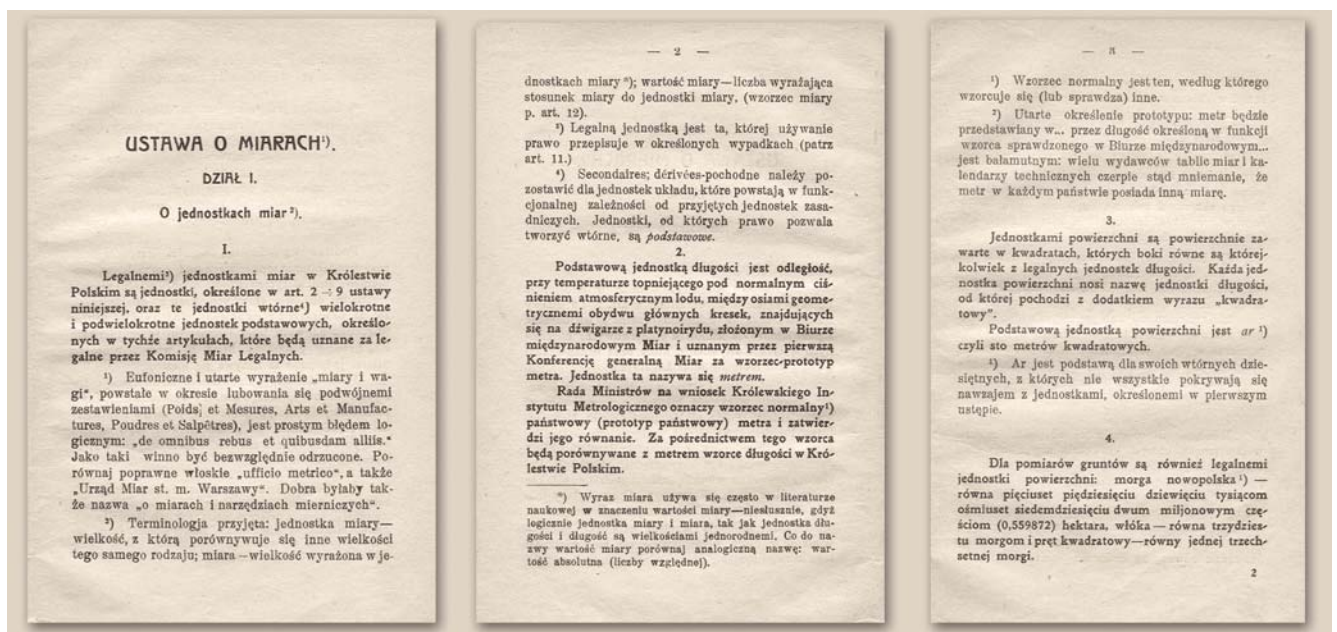 USTAWA O MIARACH¹).
DZIAŁ I.
O jednostkach miar²).
I.
Legalnemi³) jednostkami miar w Królestwie
Polskim są jednostki, określone w art. 2 ÷ 9 ustawy
niniejszej, oraz te jednostki wtórne⁴) wielokrotne
i podwielokrotne jednostek podstawowych, określo-
nych w tychże artykułach, które będą uznane za le-
galne przez Komisję Miar Legalnych.
¹) Eufoniczne i utarte wyrażenie „miary i wa-
gi“, powstałe w okresie lubowania się podwójnemi
zestawieniami (Poids et Mesures, Arts et Manufac-
tures, Poudres et Salpêtres), jest prostym błędem lo-
gicznym: „de omnibus rebus et quibusdam alliis.“
Jako taki winno być bezwzględnie odrzucone. Po-
równaj poprawne włoskie „ufficio metrico“, a także
„Urząd Miar st. m. Warszawy“. Dobra byłaby tak-
że nazwa „o miarach i narzędziach mierniczych“.
²) Terminologja przyjęta: jednostka miary—
wielkość, z którą porównywuje się inne wielkości
tego samego rodzaju; miara—wielkość wyrażona w je-
— 2 —
dnostkach miary *); wartość miary—liczba wyrażająca
stosunek miary do jednostki miary, (wzorzec miary
p. art. 12).
³) Legalną jednostką jest ta, której używanie
prawo przepisuje w określonych wypadkach (patrz
art. 11.)
⁴) Secondaires; dérivées-pochodne należy po-
zostawić dla jednostek układu, które powstają w funk-
cjonalnej zależności od przyjętych jednostek zasa-
dniczych. Jednostki, od których prawo pozwala
tworzyć wtórne, są podstawowe.
2.
Podstawową jednostką długości jest odległość,
przy temperaturze topniejącego pod normalnym ciś-
nieniem atmosferycznym lodu, między osiami geome-
trycznemi obydwu głównych kresek, znajdujących
się na dźwigarze z platynoirydu, złożonym w Biurze
międzynarodowym Miar i uznanym przez pierwszą
Konferencję generalną Miar za wzorzec-prototyp
metra. Jednostka ta nazywa się metrem.
Rada Ministrów na wniosek Królewskiego In-
stytutu Metrologicznego oznaczy wzorzec normalny¹)
państwowy (prototyp państwowy) metra i zatwier-
dzi jego równanie. Za pośrednictwem tego wzorca
będą porównywane z metrem wzorce długości w Kró-
lestwie Polskim.
*) Wyraz miara używa się często w literaturze
naukowej w znaczeniu wartości miary—niesłusznie, gdyż
logicznie jednostka miary i miara, tak jak jednostka dłu-
gości i długość są wielkościami jednorodnemi. Co do na-
zwy wartość miary porównaj analogiczną nazwę: war-
tość absolutna (liczby względnej).
— 3 —
¹) Wzorzec normalny jest ten, według którego
wzorcuje się (lub sprawdza) inne.
²) Utarte określenie prototypu: metr będzie
przedstawiany w... przez długość określoną w funkcji
wzorca sprawdzonego w Biurze międzynarodowym...
jest bałamutnym: wielu wydawców tablic miar i ka-
lendarzy technicznych czerpie stąd mniemanie, że
metr w każdym państwie posiada inną miarę.
3.
Jednostkami powierzchni są powierzchnie za-
warte w kwadratach, których boki równe są której-
kolwiek z legalnych jednostek długości. Każda jed-
nostka powierzchni nosi nazwę jednostki długości,
od której pochodzi z dodatkiem wyrazu „kwadra-
towy“.
Podstawową jednostką powierzchni jest ar ¹)
czyli sto metrów kwadratowych.
¹) Ar jest podstawą dla swoich wtórnych dzie-
siętnych, z których nie wszystkie pokrywają się
nawzajem z jednostkami, określonemi w pierwszym
ustępie.
4.
Dla pomiarów gruntów są również legalnemi
jednostki powierzchni: morga nowopolska¹) —
równa pięciuset piędziesięciu dziewięciu tysiącom
ośmiuset siedemdziesięciu dwum miljonowym czę-
ściom (0,559872) hektara, włóka — równa trzydzies-
tu morgom i pręt kwadratowy—równy jednej trzech-
setnej morgi.
2